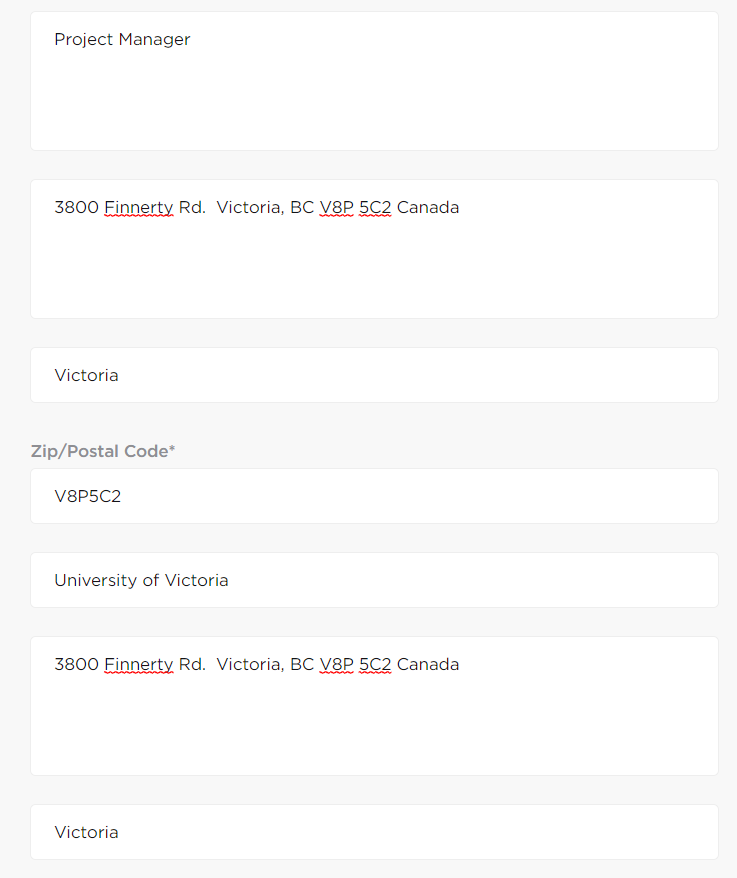 Project Manager
3800 Finnerty Rd.  Victoria, BC V8P 5C2 Canada
Victoria
Zip/Postal Code*
V8P5C2
University of Victoria
3800 Finnerty Rd.  Victoria, BC V8P 5C2 Canada
Victoria